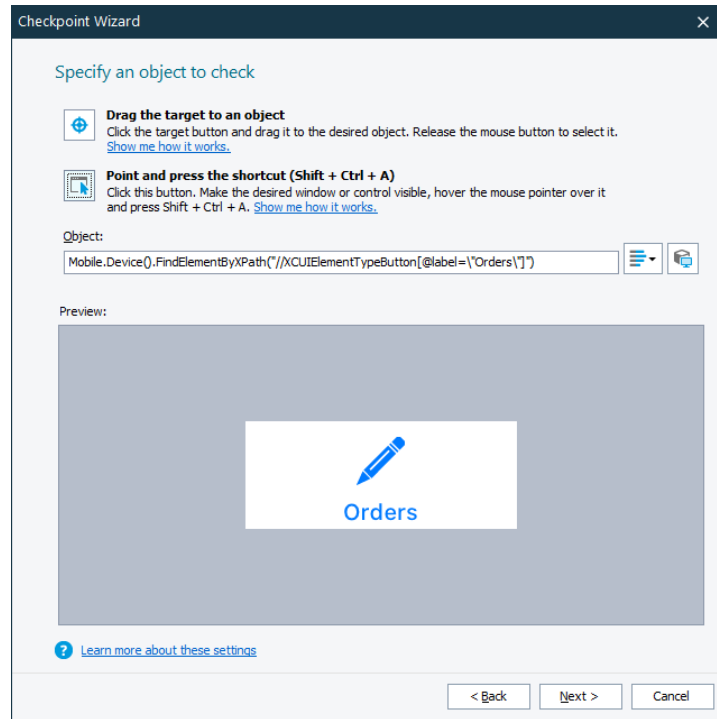 Checkpoint Wizard
Specify an object to check
Drag the target to an object
Click the target button and drag it to the desired object. Release the mouse button to select it.
Show me how it works.
Point and press the shortcut (Shift + Ctrl + A)
Click this button. Make the desired window or control visible, hover the mouse pointer over it
and press Shift + Ctrl + A. Show me how it works.
Object:
Mobile.Device().FindElementByXPath("//XCUIElementTypeButton[@label=\"Orders\"]")
Preview:
Orders
? Learn more about these settings
< Back Next > Cancel